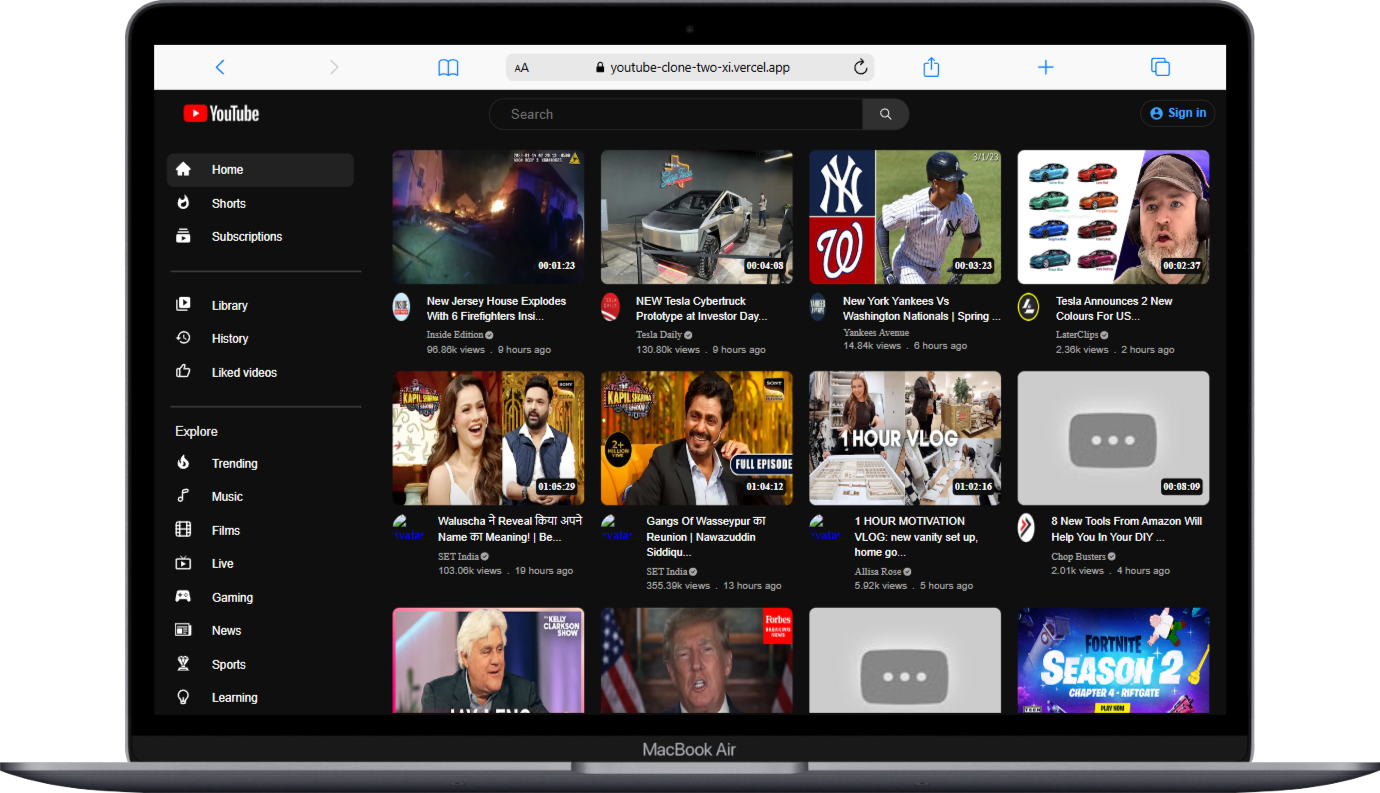 AA youtube-clone-two-xi.vercel.app
YouTube
Search
Sign in
Home
Shorts
Subscriptions
Library
History
Liked videos
Explore
Trending
Music
Films
Live
Gaming
News
Sports
Learning
00:01:23
New Jersey House Explodes
With 6 Firefighters Insi...
Inside Edition
96.86k views . 9 hours ago
00:04:08
NEW Tesla Cybertruck
Prototype at Investor Day...
Tesla Daily
130.80k views . 9 hours ago
3/1/23
00:03:23
New York Yankees Vs
Washington Nationals | Spring ...
Yankees Avenue
14.84k views . 6 hours ago
00:02:37
Tesla Announces 2 New
Colours For US...
LaterClips
2.36k views . 2 hours ago
THE KAPIL SHARMA SHOW
SONY
01:05:29
Waluscha ने Reveal किया अपने
Name का Meaning! | Be...
SET India
103.06k views . 19 hours ago
THE KAPIL SHARMA SHOW
SONY
2+
MILLION
VIEWS
FULL EPISODE
01:04:12
Gangs Of Wasseypur का
Reunion | Nawazuddin
Siddiqu...
SET India
355.39k views . 13 hours ago
1 HOUR VLOG
01:02:16
1 HOUR MOTIVATION
VLOG: new vanity set up,
home go...
Allisa Rose
5.92k views . 5 hours ago
00:08:09
8 New Tools From Amazon Will
Help You In Your DIY ...
Chop Busters
2.01k views . 4 hours ago
THE KELLY
CLARKSON
SHOW
JAY LENO
Forbes
BREAKING
NEWS
FORTNITE
SEASON 2
CHAPTER 4 - RIFTGATE
PLAY NOW
TEEN
MacBook Air